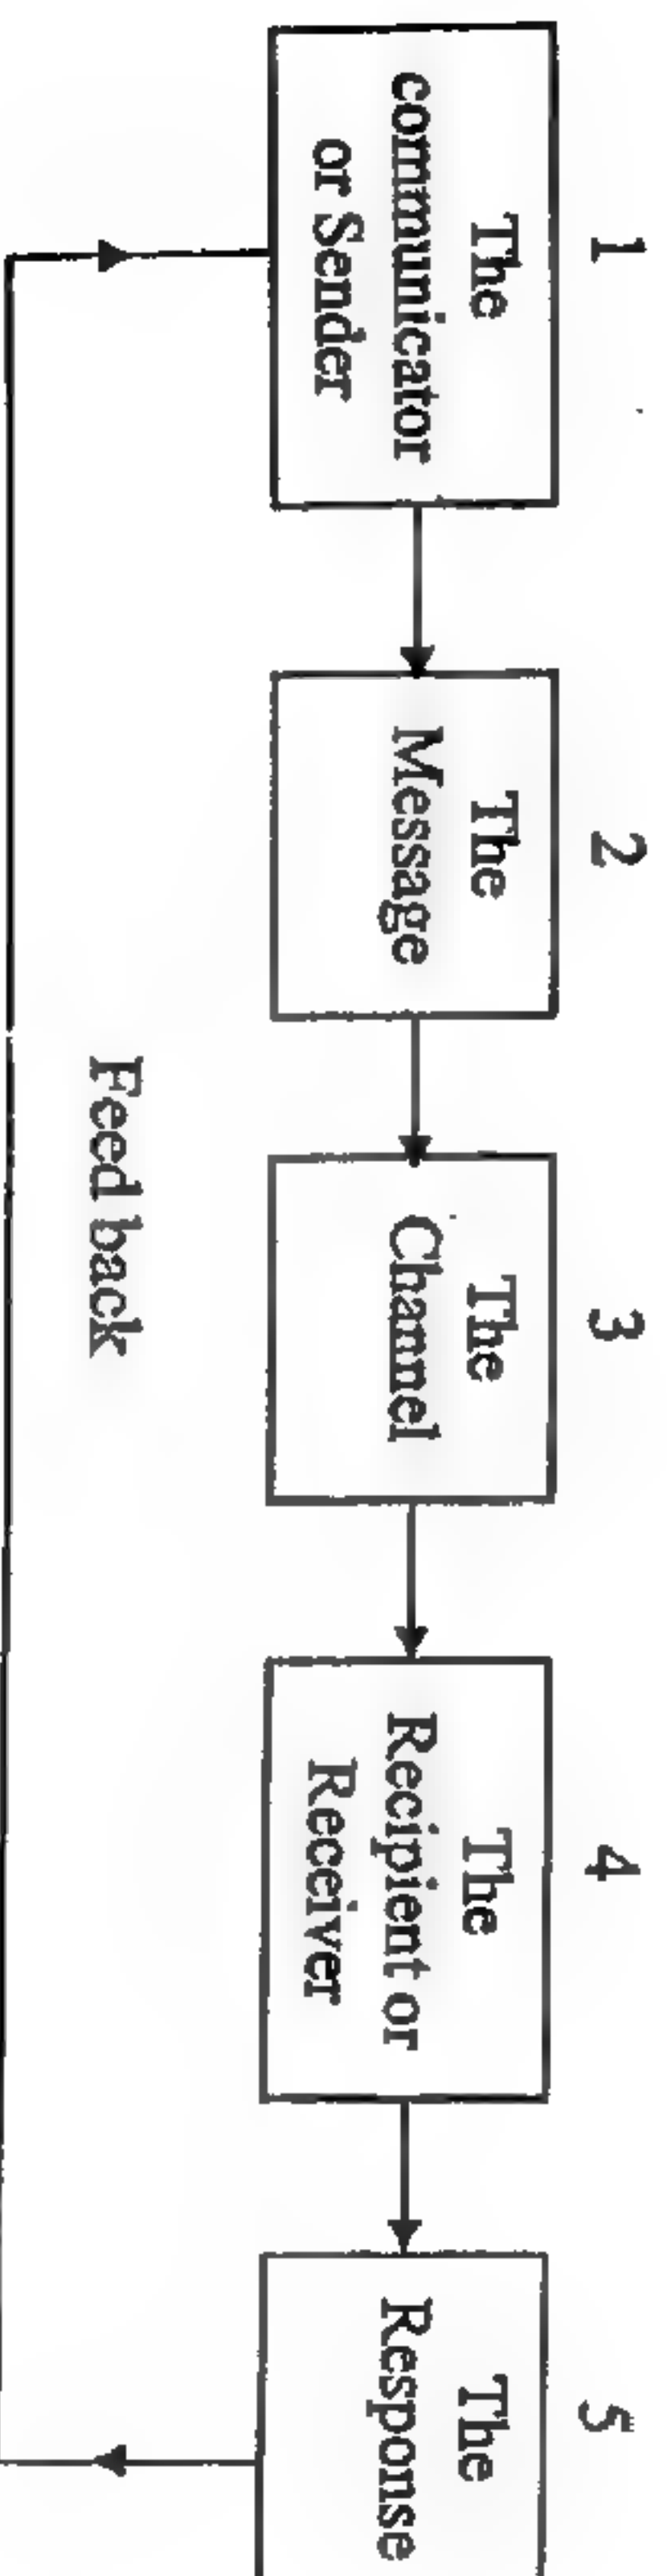 1
The
communicator
or Sender
2
The
Message
3
The
Channel
4
The
Recipient or
Receiver
5
The
Response
Feed back